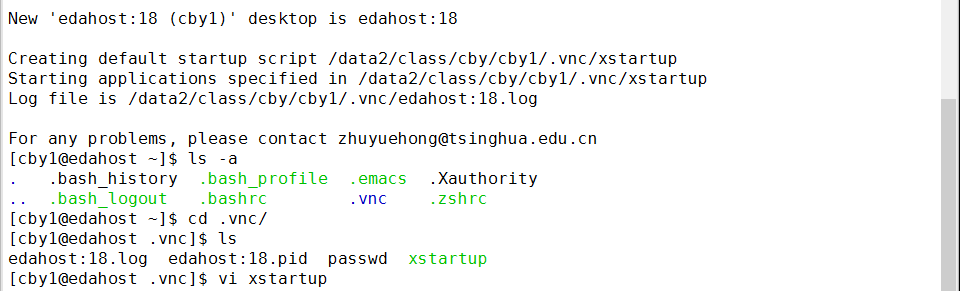 New 'edahost:18 (cby1)' desktop is edahost:18
Creating default startup script /data2/class/cby/cby1/.vnc/xstartup
Starting applications specified in /data2/class/cby/cby1/.vnc/xstartup
Log file is /data2/class/cby/cby1/.vnc/edahost:18.log
For any problems, please contact zhuyuehong@tsinghua.edu.cn
[cby1@edahost ~]$ ls -a
. .bash_history .bash_profile .emacs .Xauthority
.. .bash_logout .bashrc .vnc .zshrc
[cby1@edahost ~]$ cd .vnc/
[cby1@edahost .vnc]$ ls
edahost:18.log edahost:18.pid passwd xstartup
[cby1@edahost .vnc]$ vi xstartup